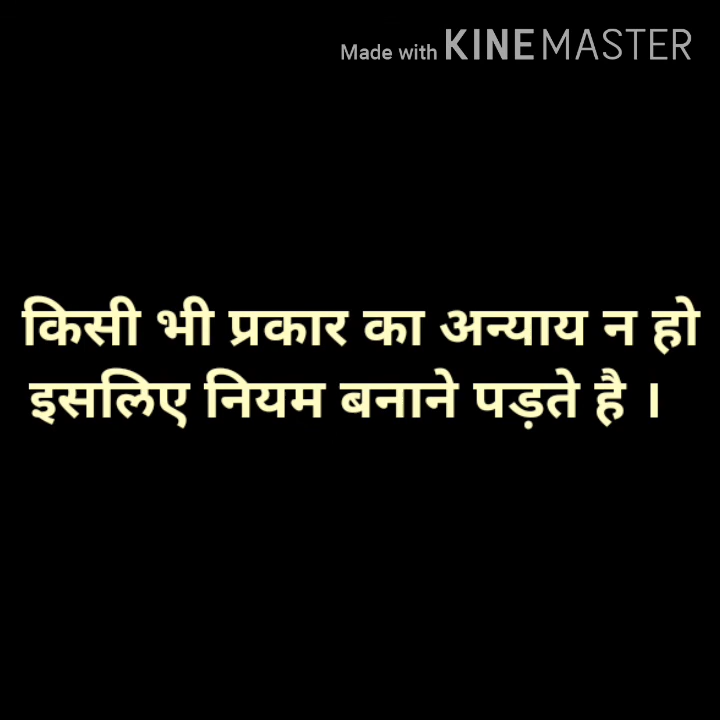 Made with KINEMASTER
किसी भी प्रकार का अन्याय न हो
इसलिए नियम बनाने पड़ते है ।